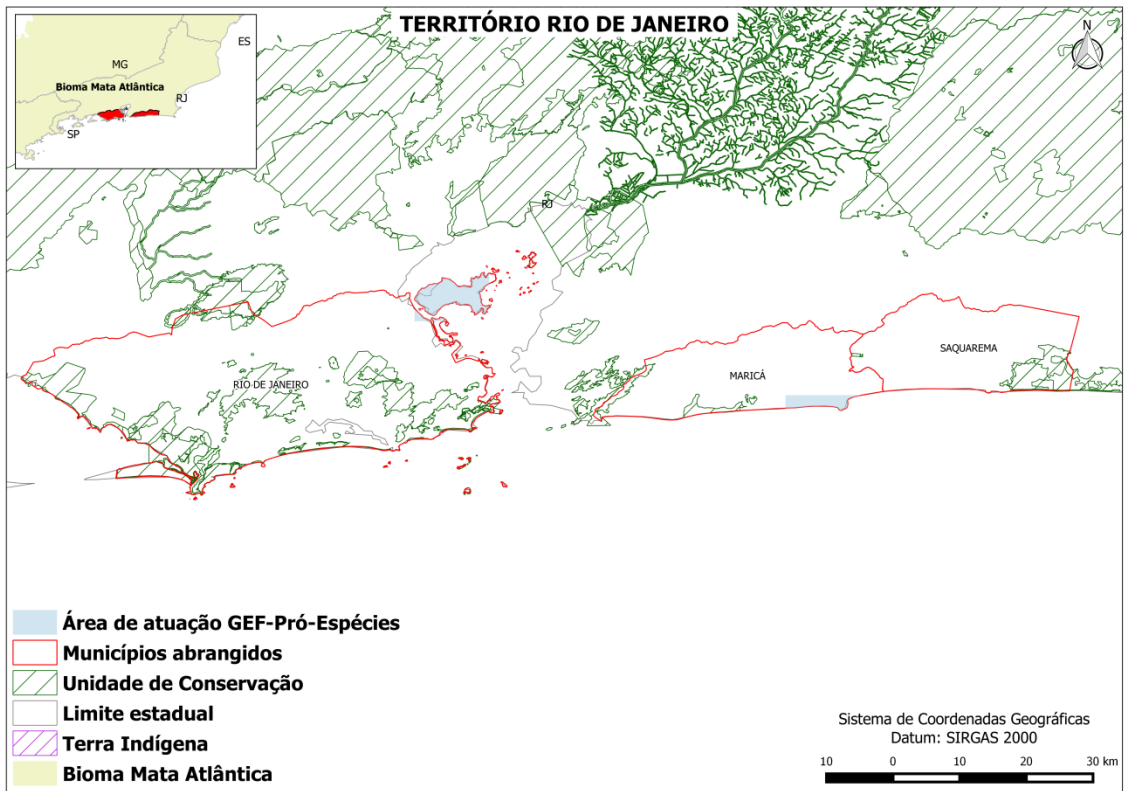 TERRITÓRIO RIO DE JANEIRO
N
ES
MG
Bioma Mata Atlântica
RJ
SP
RJ
SAQUAREMA
MARICÁ
RIO DE JANEIRO
Área de atuação GEF-Pró-Espécies
Municípios abrangidos
Unidade de Conservação
Limite estadual
Terra Indígena
Bioma Mata Atlântica
Sistema de Coordenadas Geográficas
Datum: SIRGAS 2000
10 0 10 20 30 km